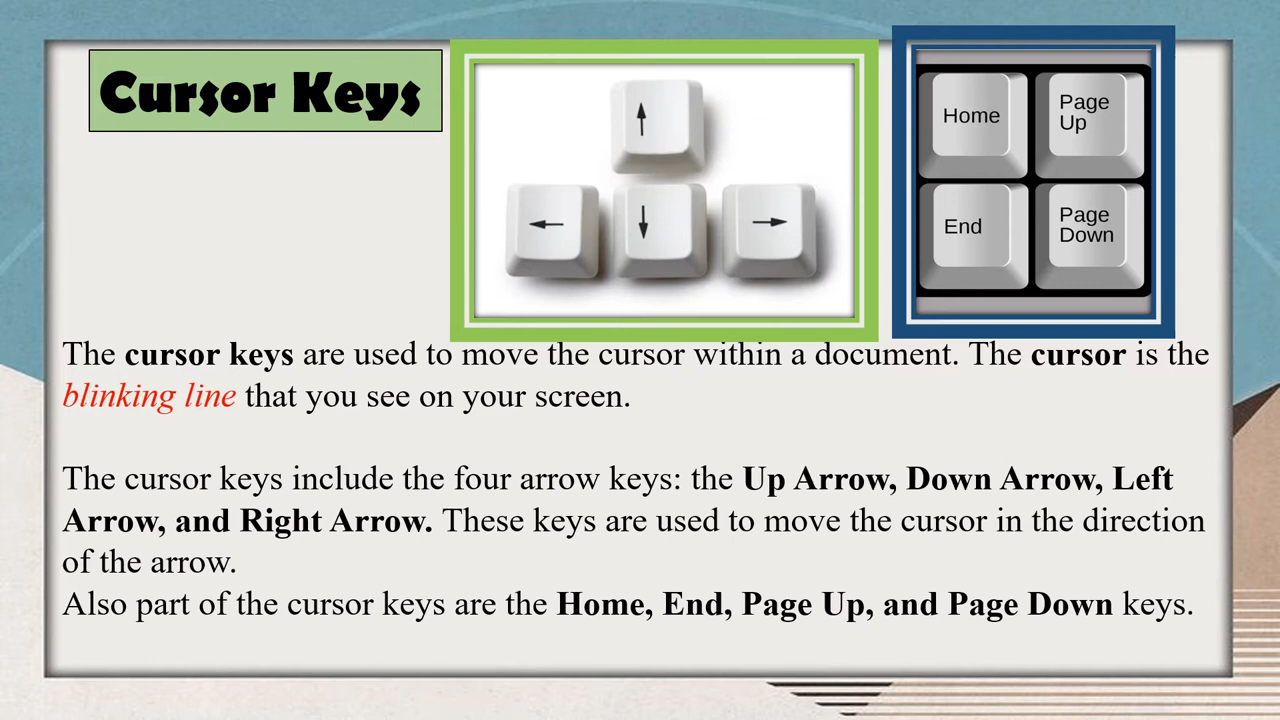 Cursor Keys
Home
Page
Up
End
Page
Down
The cursor keys are used to move the cursor within a document. The cursor is the
blinking line that you see on your screen.
The cursor keys include the four arrow keys: the Up Arrow, Down Arrow, Left
Arrow, and Right Arrow. These keys are used to move the cursor in the direction
of the arrow.
Also part of the cursor keys are the Home, End, Page Up, and Page Down keys.